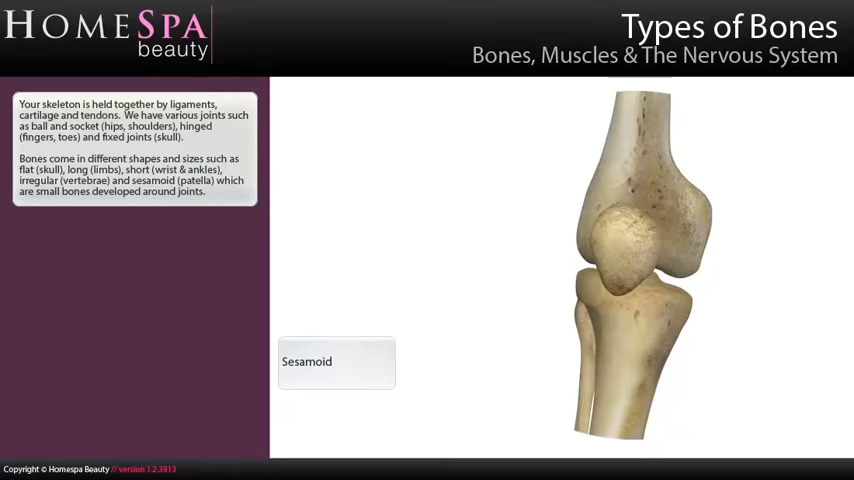 HOMESPA
beauty
Types of Bones
Bones, Muscles & The Nervous System
Your skeleton is held together by ligaments,
cartilage and tendons. We have various joints such
as ball and socket (hips, shoulders), hinged
(fingers, toes) and fixed joints (skull).
Bones come in different shapes and sizes such as
flat (skull), long (limbs), short (wrist & ankles),
irregular (vertebrae) and sesamoid (patella) which
are small bones developed around joints.
Sesamoid
Copyright © Homespa Beauty // version 1.2.3813